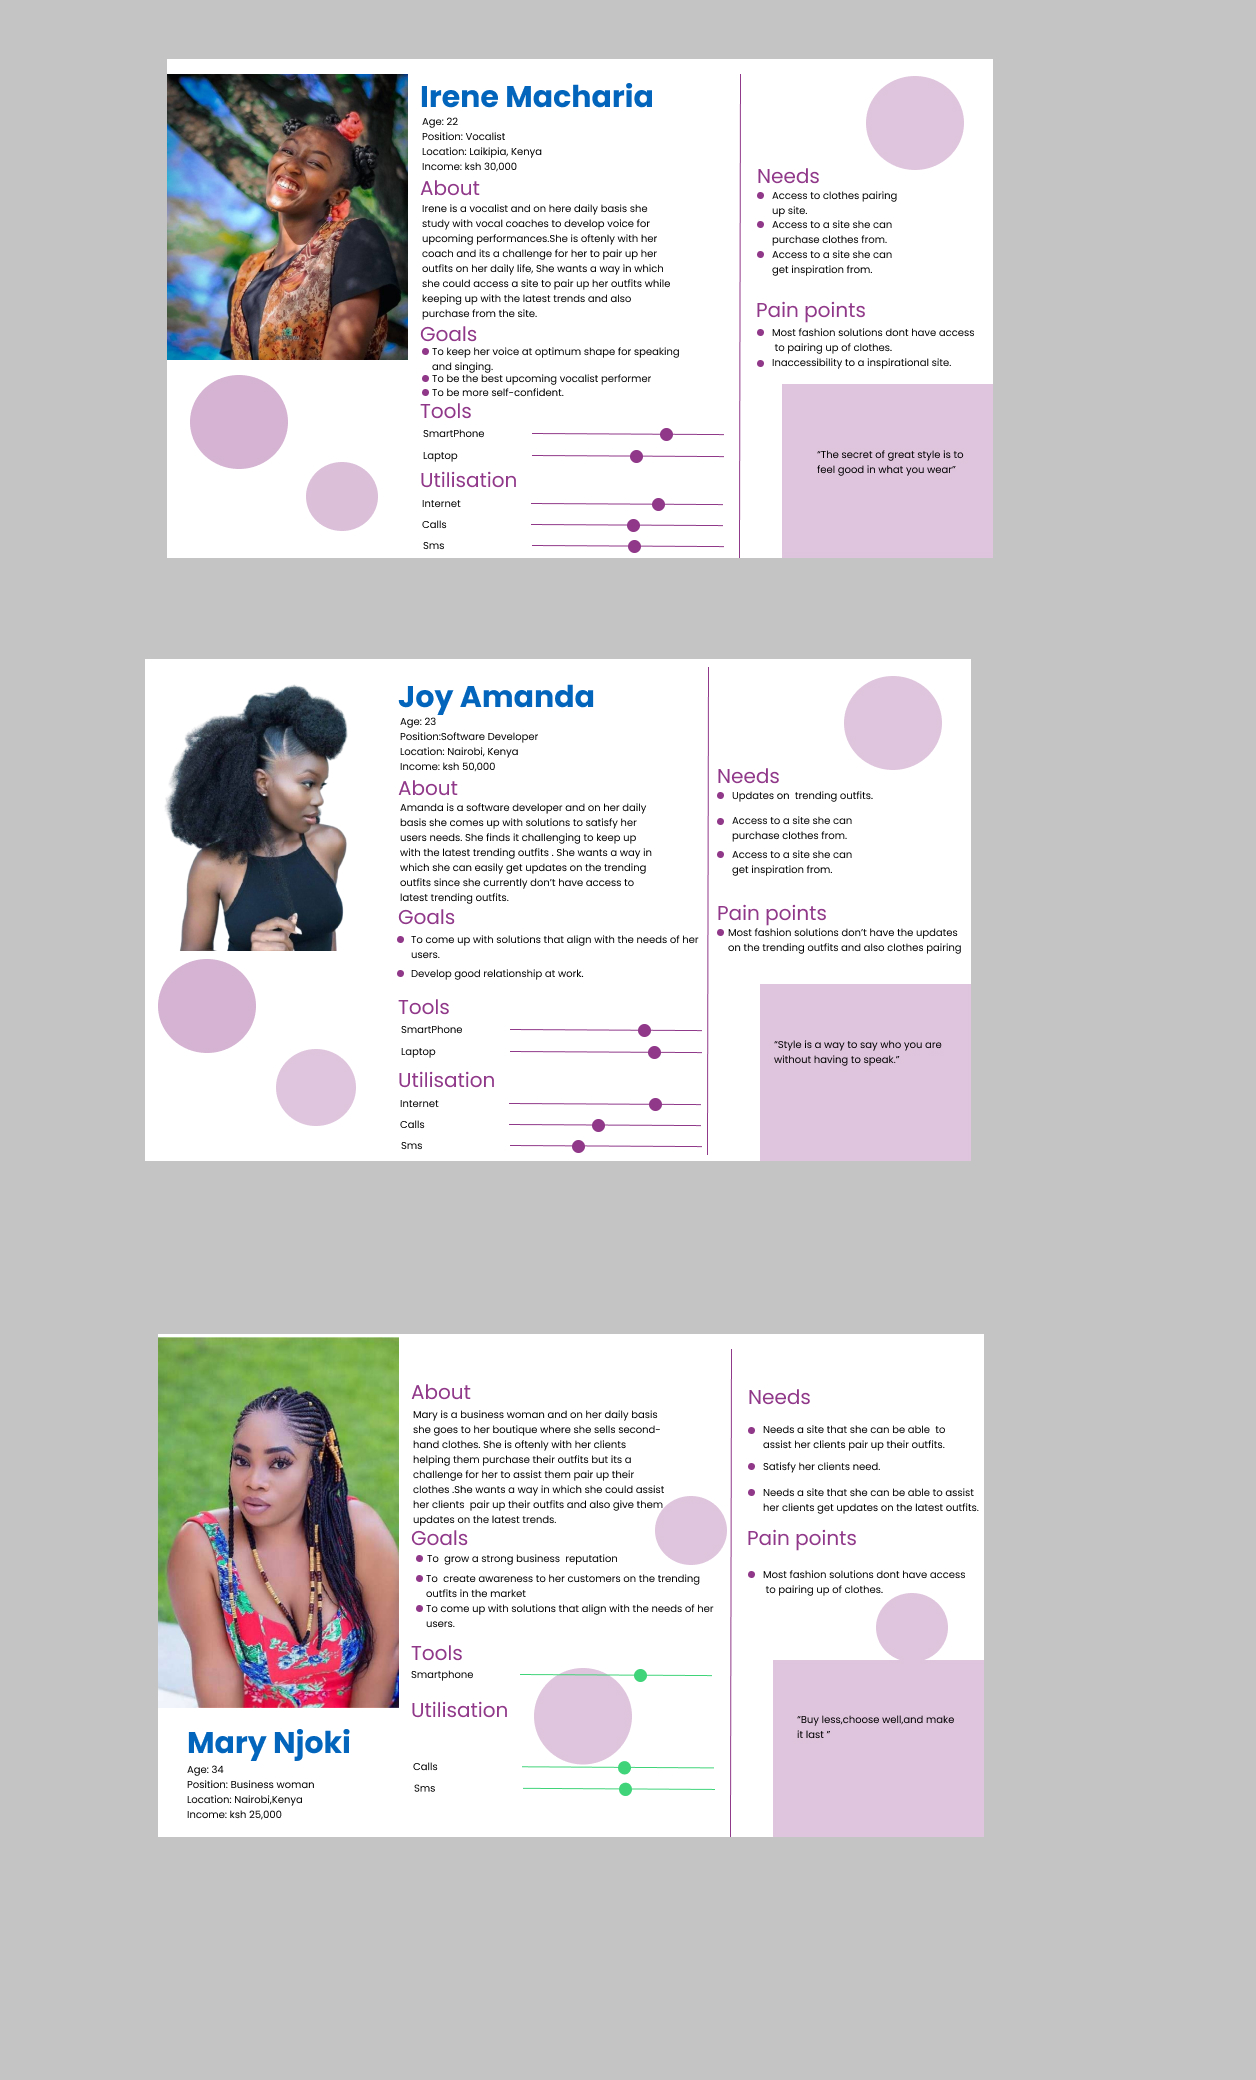 Irene Macharia
Age: 22
Position: Vocalist
Location: Laikipia, Kenya
Income: ksh 30,000
About
Irene is a vocalist and on here daily basis she
study with vocal coaches to develop voice for
upcoming performances.She is oftenly with her
coach and its a challenge for her to pair up her
outfits on her daily life, She wants a way in which
she could access a site to pair up her outfits while
keeping up with the latest trends and also
purchase from the site.
Goals
To keep her voice at optimum shape for speaking
and singing.
To be the best upcoming vocalist performer
To be more self-confident.
Tools
SmartPhone
Laptop
Utilisation
Internet
Calls
Sms
Needs
Access to clothes pairing
up site.
Access to a site she can
purchase clothes from.
Access to a site she can
get inspiration from.
Pain points
Most fashion solutions dont have access
to pairing up of clothes.
Inaccessibility to a inspirational site.
“The secret of great style is to
feel good in what you wear”
Joy Amanda
Age: 23
Position:Software Developer
Location: Nairobi, Kenya
Income: ksh 50,000
About
Amanda is a software developer and on her daily
basis she comes up with solutions to satisfy her
users needs. She finds it challenging to keep up
with the latest trending outfits . She wants a way in
which she can easily get updates on the trending
outfits since she currently don’t have access to
latest trending outfits.
Goals
To come up with solutions that align with the needs of her
users.
Develop good relationship at work.
Tools
SmartPhone
Laptop
Utilisation
Internet
Calls
Sms
Needs
Updates on trending outfits.
Access to a site she can
purchase clothes from.
Access to a site she can
get inspiration from.
Pain points
Most fashion solutions don’t have the updates
on the trending outfits and also clothes pairing
“Style is a way to say who you are
without having to speak.”
Mary Njoki
Age: 34
Position: Business woman
Location: Nairobi,Kenya
Income: ksh 25,000
About
Mary is a business woman and on her daily basis
she goes to her boutique where she sells second-
hand clothes. She is oftenly with her clients
helping them purchase their outfits but its a
challenge for her to assist them pair up their
clothes .She wants a way in which she could assist
her clients pair up their outfits and also give them
updates on the latest trends.
Goals
To grow a strong business reputation
To create awareness to her customers on the trending
outfits in the market
To come up with solutions that align with the needs of her
users.
Tools
Smartphone
Utilisation
Calls
Sms
Needs
Needs a site that she can be able to
assist her clients pair up their outfits.
Satisfy her clients need.
Needs a site that she can be able to assist
her clients get updates on the latest outfits.
Pain points
Most fashion solutions dont have access
to pairing up of clothes.
“Buy less,choose well,and make
it last ”